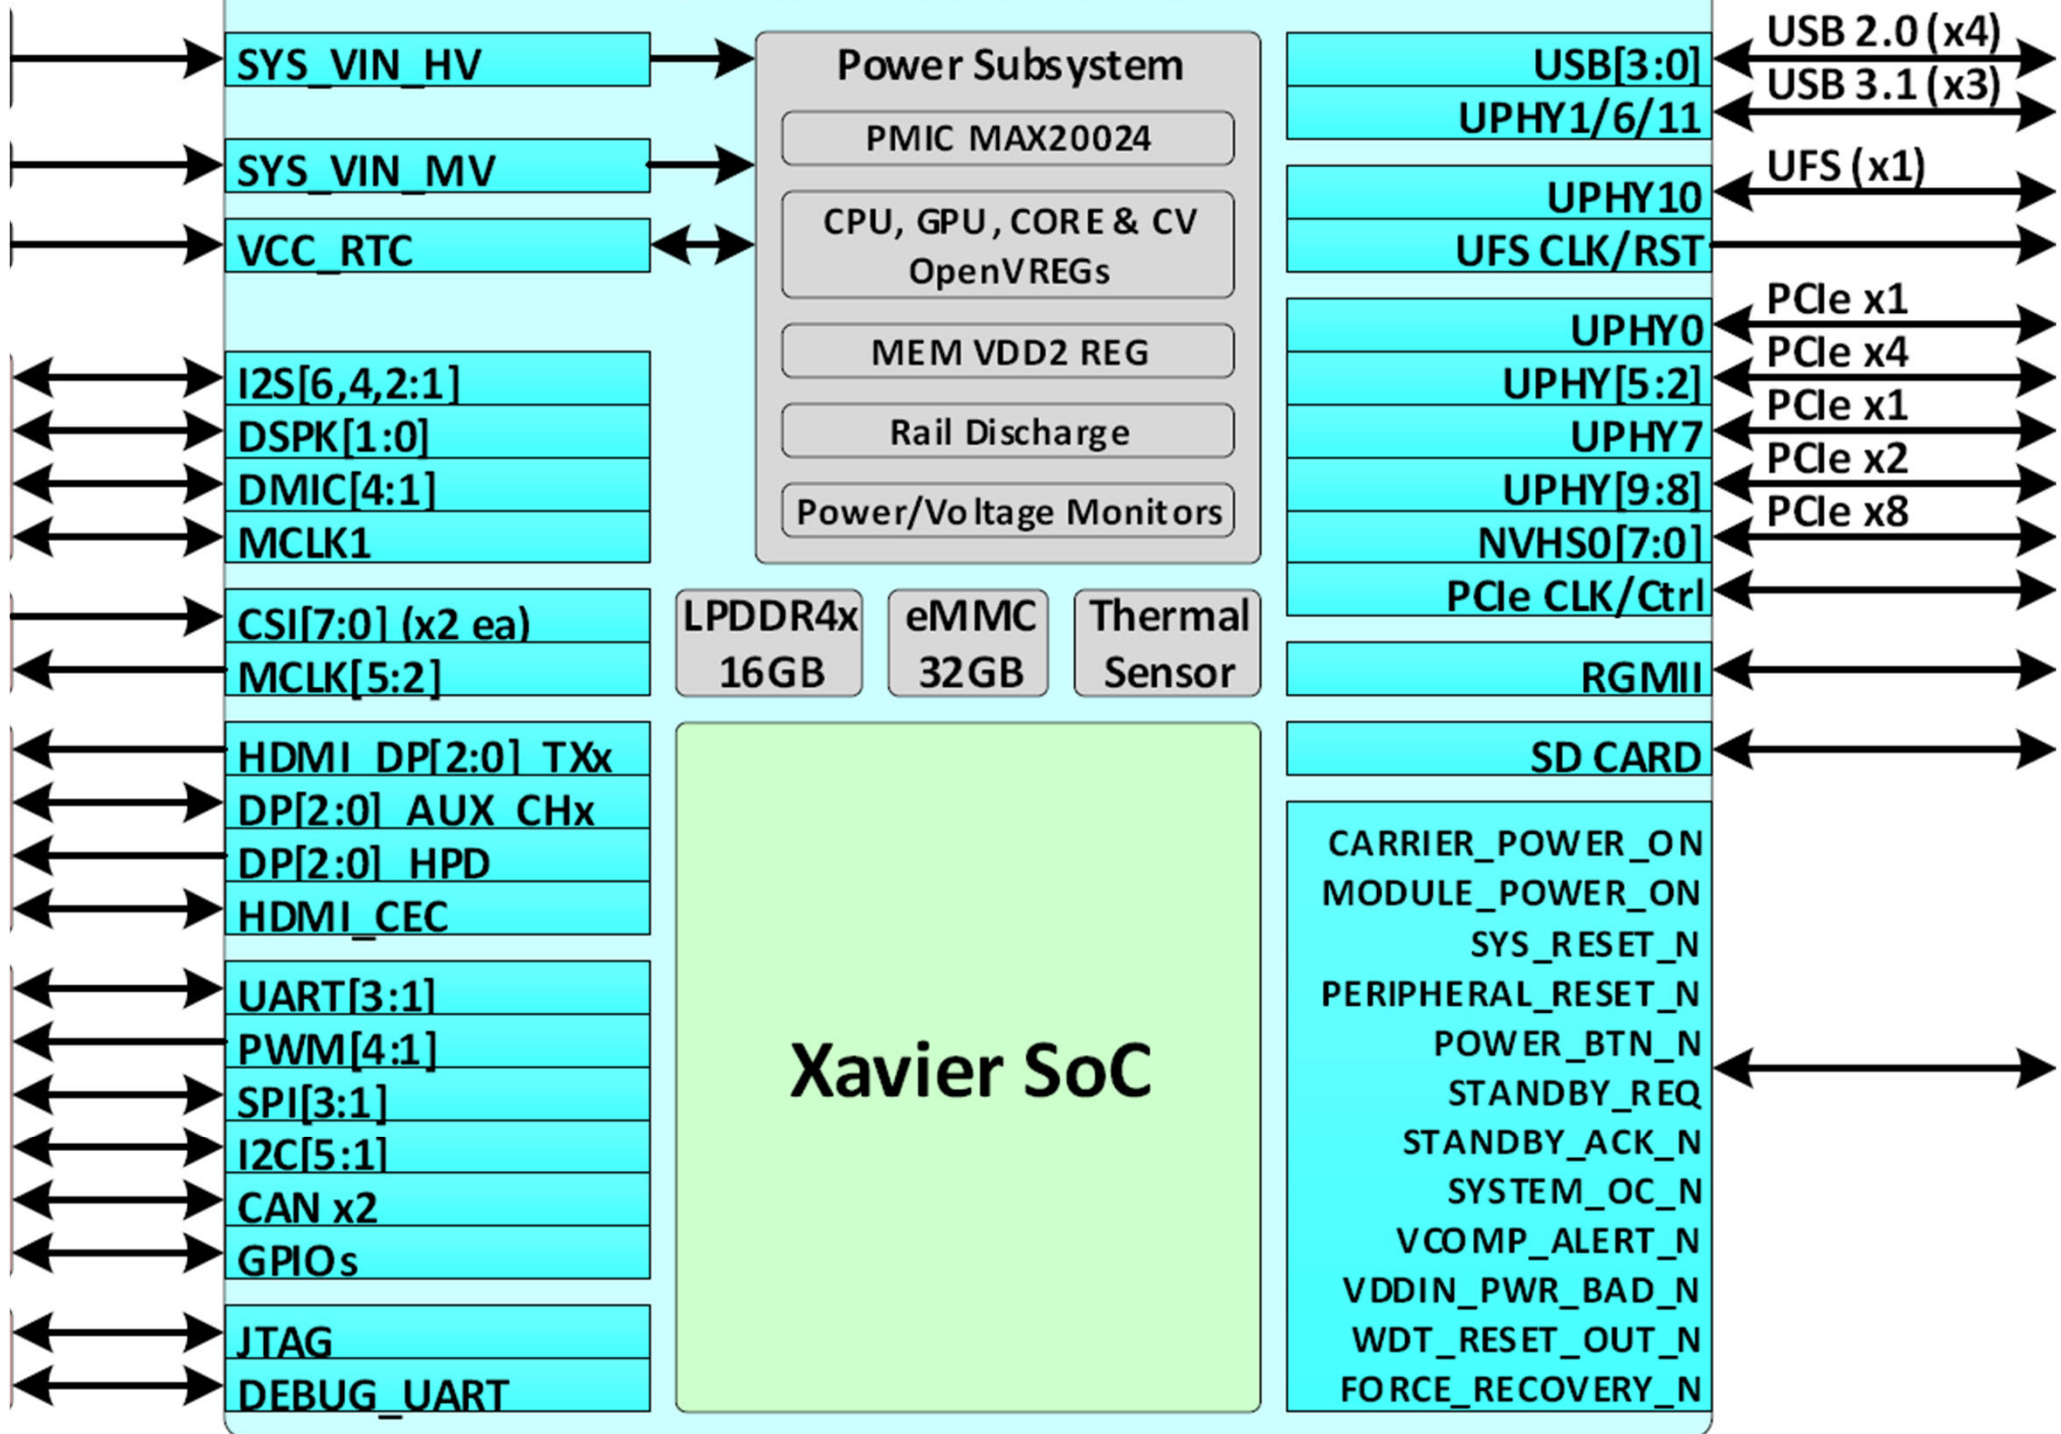 SYS_VIN_HV
SYS_VIN_MV
VCC_RTC
I2S[6,4,2:1]
DSPK[1:0]
DMIC[4:1]
MCLK1
CSI[7:0] (x2 ea)
MCLK[5:2]
HDMI_DP[2:0]_TXx
DP[2:0]_AUX_CHx
DP[2:0]_HPD
HDMI_CEC
UART[3:1]
PWM[4:1]
SPI[3:1]
I2C[5:1]
CAN x2
GPIOs
JTAG
DEBUG_UART
Power Subsystem
PMIC MAX20024
CPU, GPU, CORE & CV
OpenVREGs
MEM VDD2 REG
Rail Discharge
Power/Voltage Monitors
LPDDR4x
16GB
eMMC
32GB
Thermal
Sensor
Xavier SoC
USB[3:0]
UPHY1/6/11
UPHY10
UFS CLK/RST
UPHY0
UPHY[5:2]
UPHY7
UPHY[9:8]
NVHS0[7:0]
PCIe CLK/Ctrl
RGMII
SD CARD
CARRIER_POWER_ON
MODULE_POWER_ON
SYS_RESET_N
PERIPHERAL_RESET_N
POWER_BTN_N
STANDBY_REQ
STANDBY_ACK_N
SYSTEM_OC_N
VCOMP_ALERT_N
VDDIN_PWR_BAD_N
WDT_RESET_OUT_N
FORCE_RECOVERY_N
USB 2.0 (x4)
USB 3.1 (x3)
UFS (x1)
PCIe x1
PCIe x4
PCIe x1
PCIe x2
PCIe x8